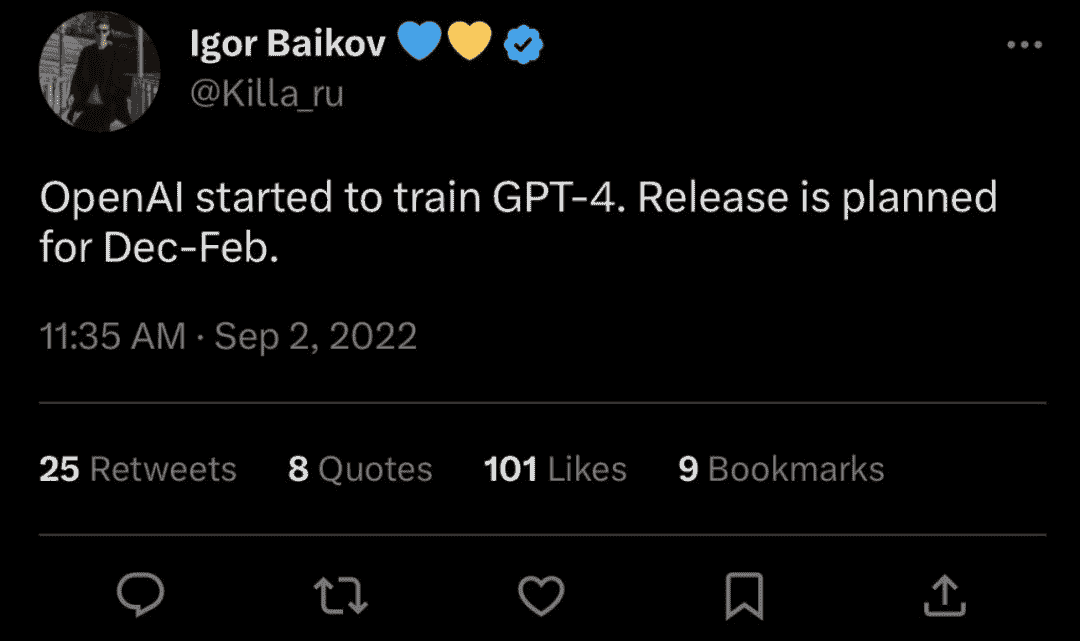 Igor Baikov 💙💛
@Killa_ru
OpenAI started to train GPT-4. Release is planned
for Dec-Feb.
11:35 AM · Sep 2, 2022
25 Retweets 8 Quotes 101 Likes 9 Bookmarks